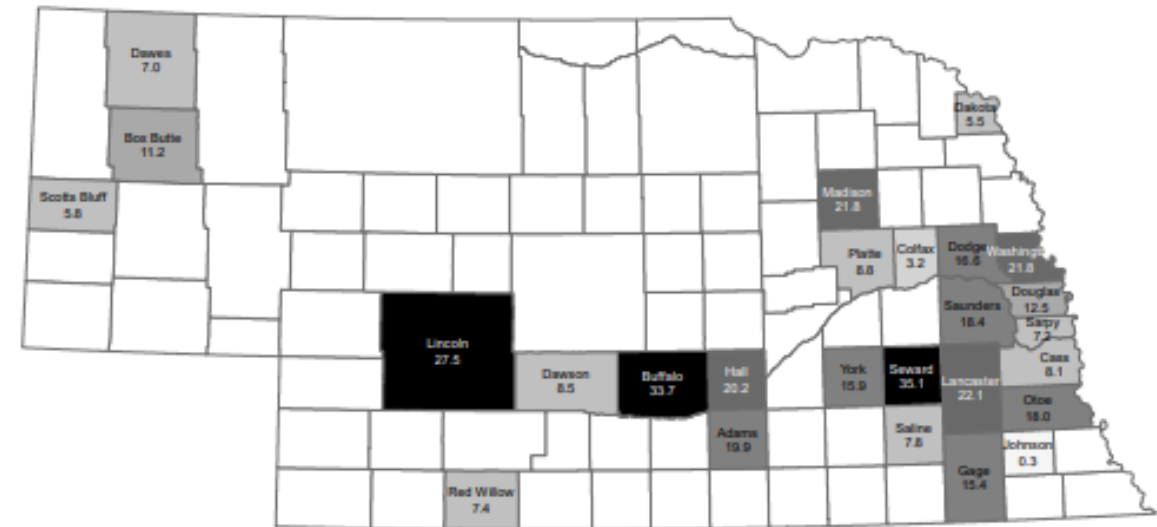 Dawes
7.0
Box Butte
11.2
Scotts Bluff
5.8
Dakota
5.5
Madison
21.8
Platte
8.8
Colfax
3.2
Dodge
16.6
Washingt
21.8
Douglas
12.5
Sarpy
7.2
Saunders
18.4
Cass
8.1
Lincoln
27.5
Dawson
8.5
Buffalo
33.7
Hall
20.2
York
15.9
Seward
35.1
Lancaster
22.1
Otoe
18.0
Adams
19.9
Saline
7.8
Johnson
0.3
Gage
15.4
Red Willow
7.4